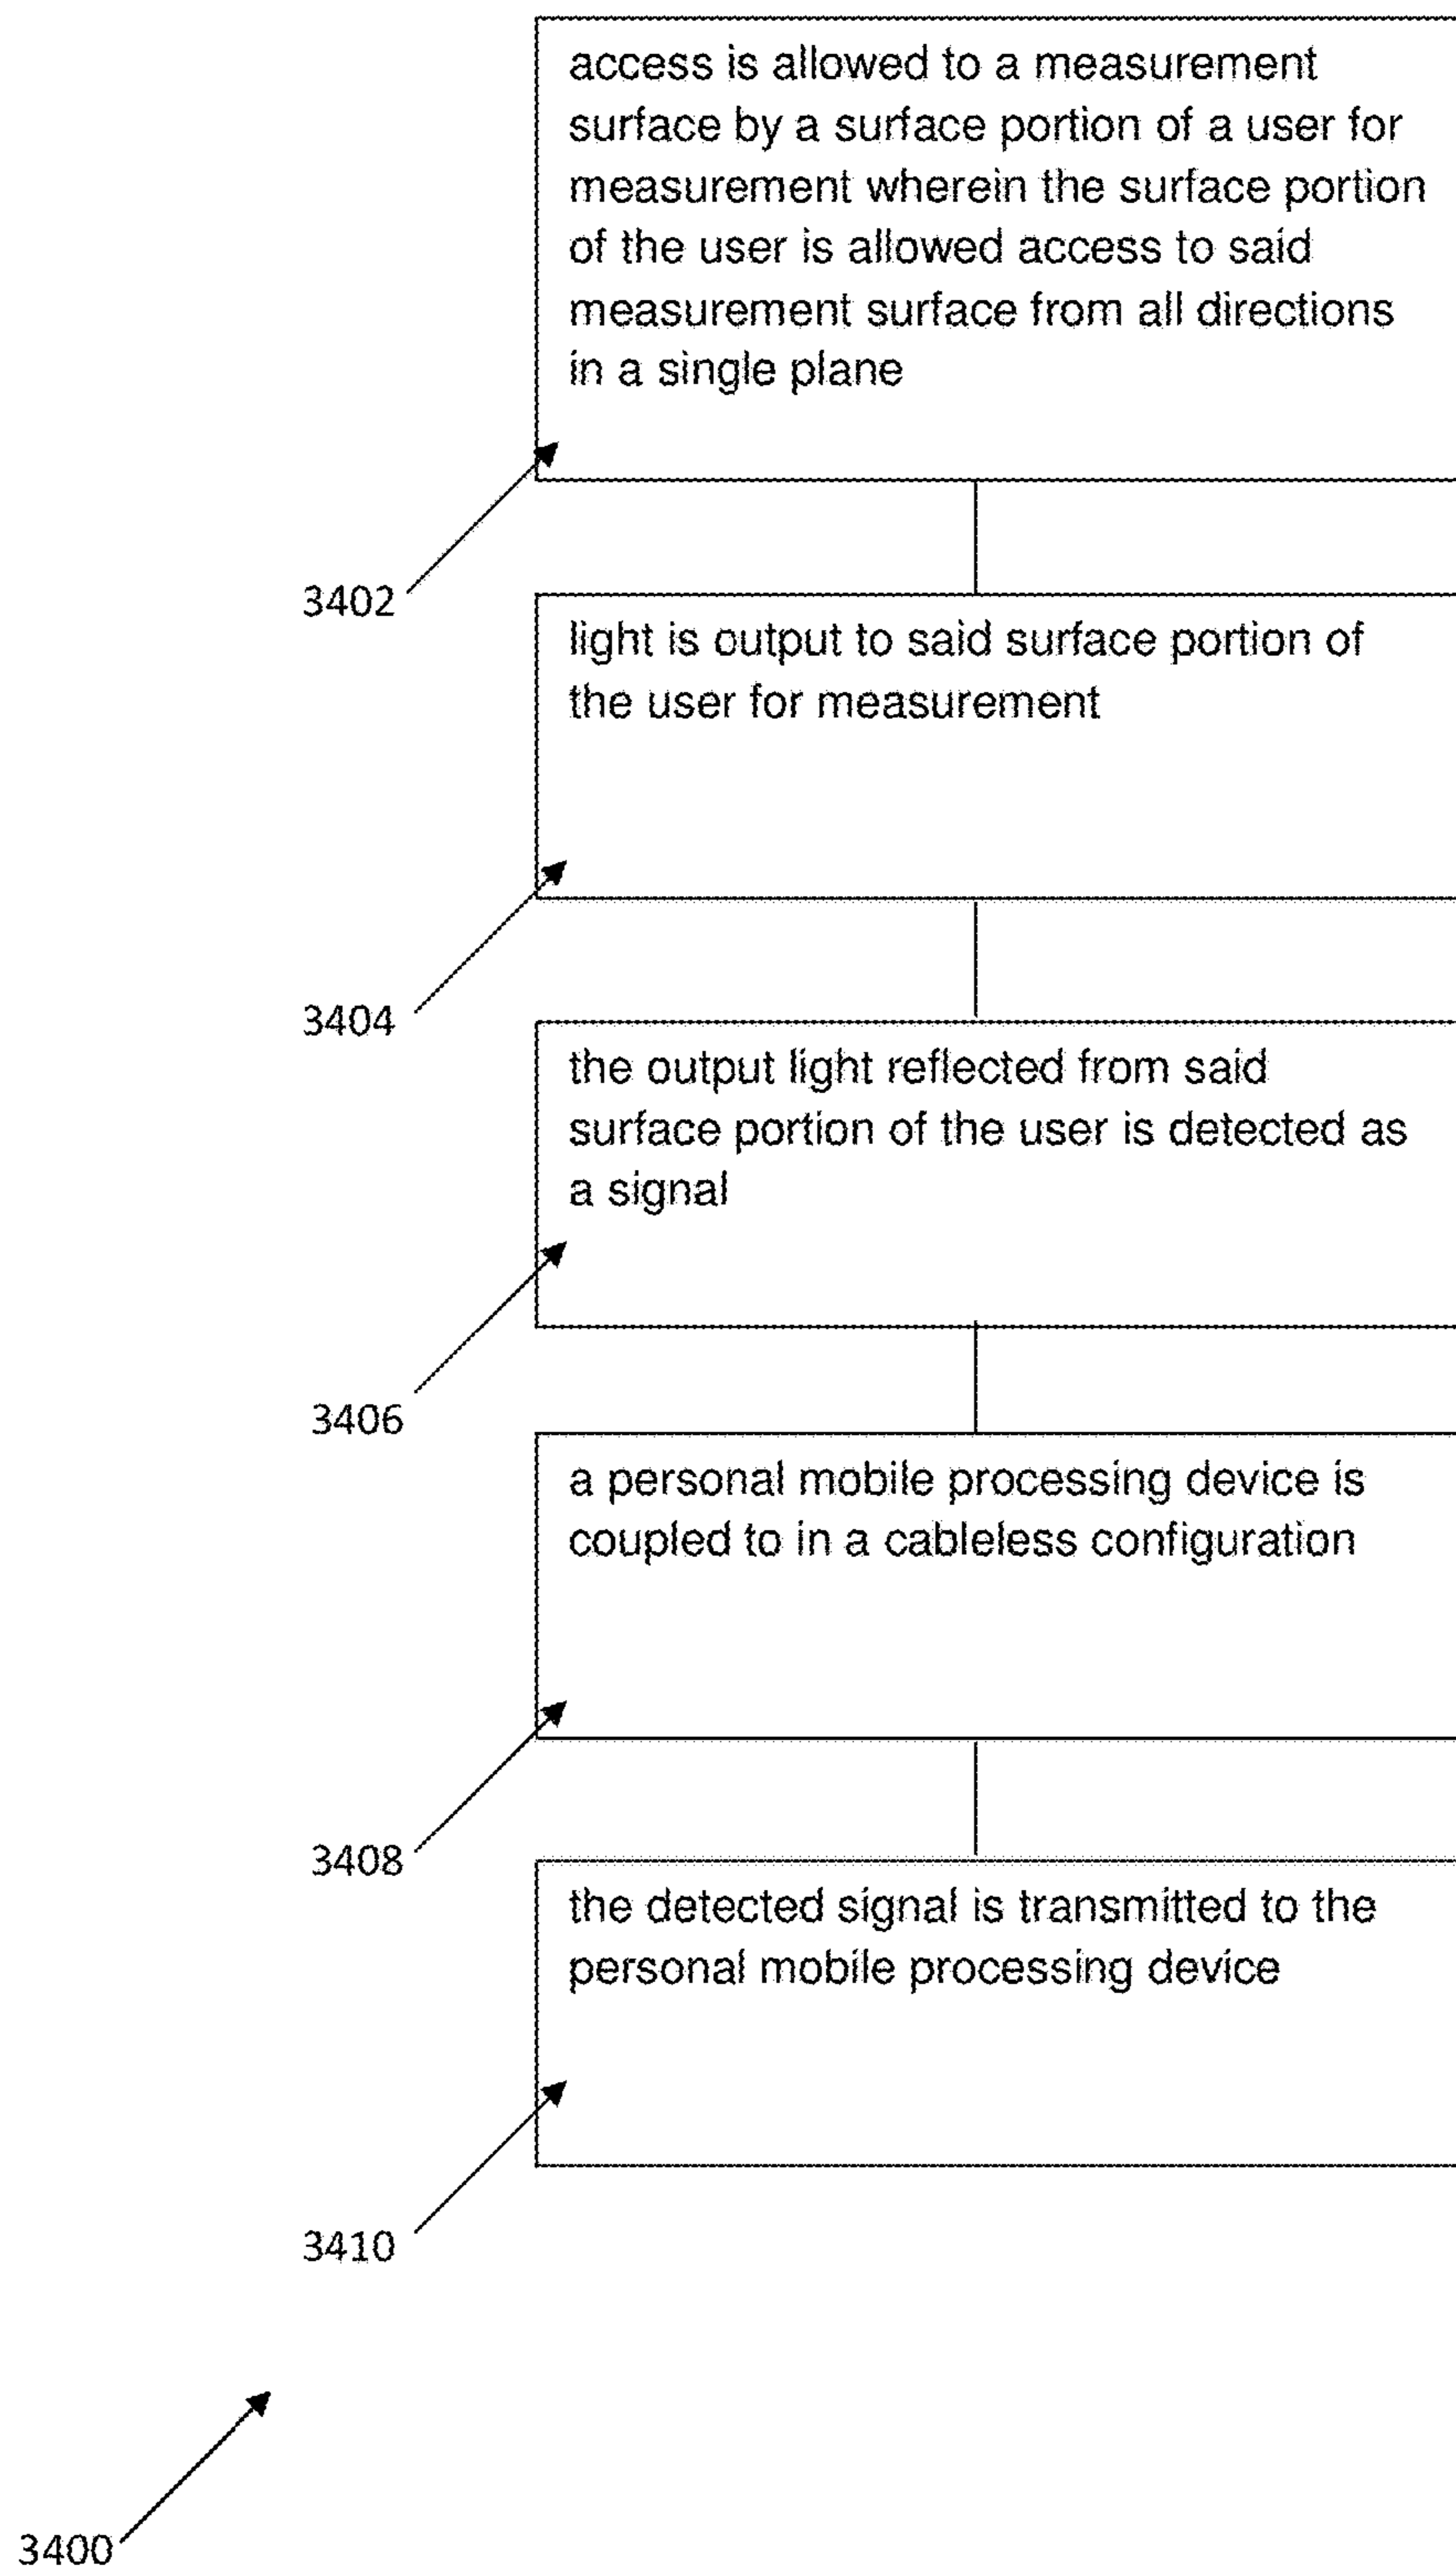 access is allowed to a measurement
surface by a surface portion of a user for
measurement wherein the surface portion
of the user is allowed access to said
measurement surface from all directions
in a single plane
3402
light is output to said surface portion of
the user for measurement
3404
the output light reflected from said
surface portion of the user is detected as
a signal
3406
a personal mobile processing device is
coupled to in a cableless configuration
3408
the detected signal is transmitted to the
personal mobile processing device
3410
3400